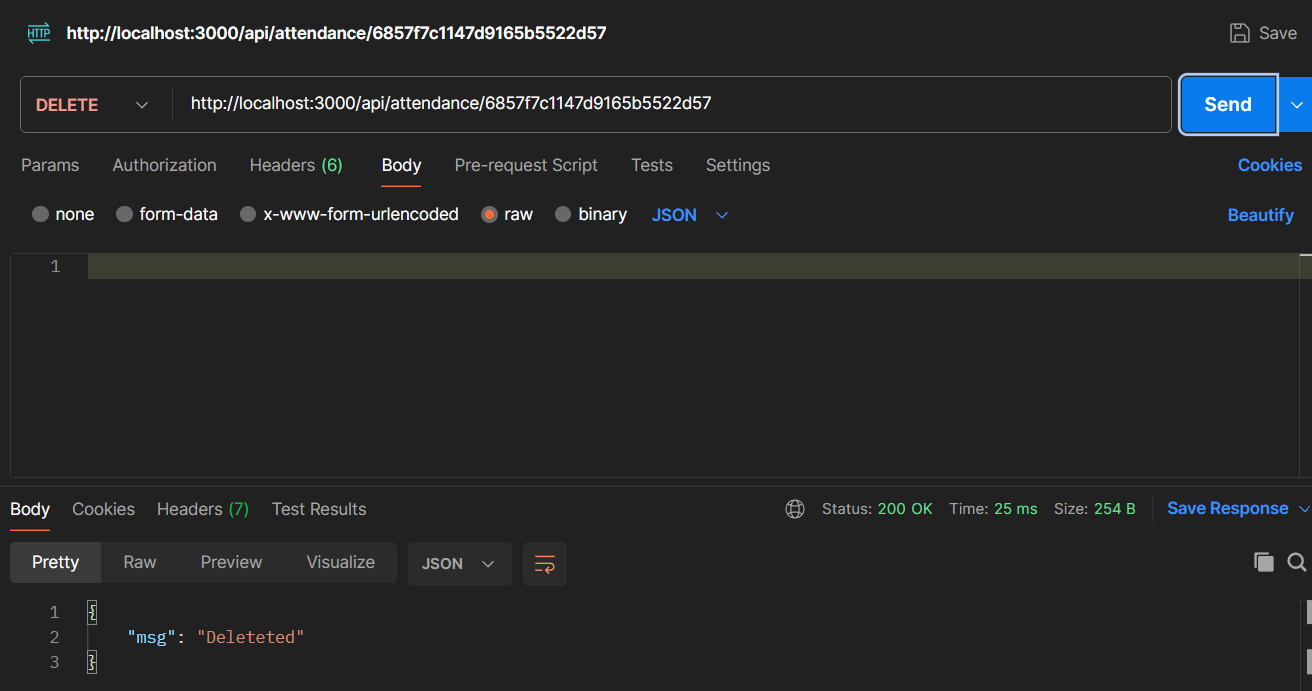 HTTP http://localhost:3000/api/attendance/6857f7c1147d9165b5522d57 Save
DELETE http://localhost:3000/api/attendance/6857f7c1147d9165b5522d57 Send
Params Authorization Headers (6) Body Pre-request Script Tests Settings Cookies
none form-data x-www-form-urlencoded raw binary JSON Beautify
1
Body Cookies Headers (7) Test Results Status: 200 OK Time: 25 ms Size: 254 B Save Response
Pretty Raw Preview Visualize JSON
1 {
2 "msg": "Deleteted"
3 }